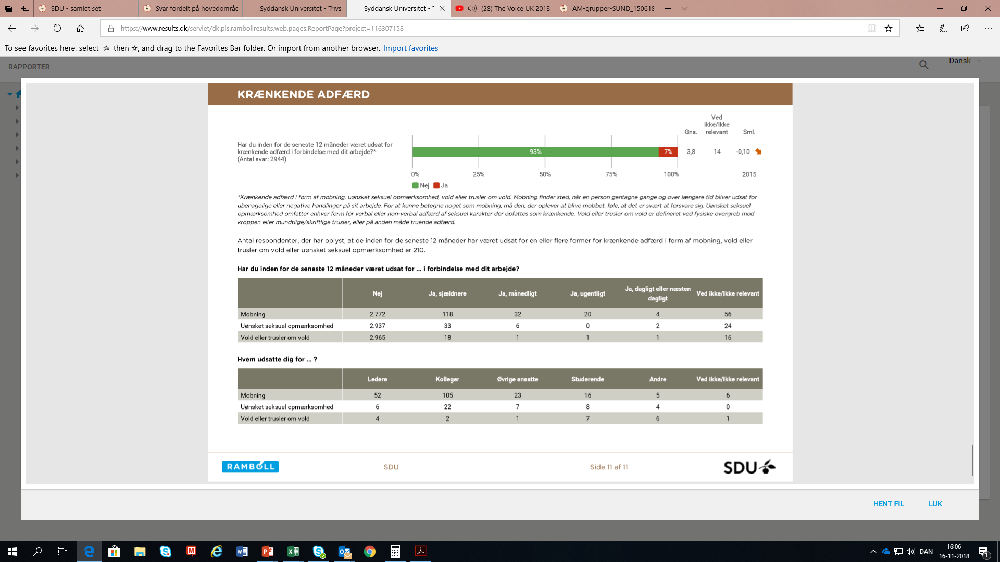 SDU - samlet set
Svar fordelt på hovedområc
Syddansk Universitet - Trivs
Syddansk Universitet - T
(28) The Voice UK 2013
AM-grupper-SUND_150618
https://www.results.dk/servlet/dk.pls.rambollresults.web.pages.ReportPage?project=116307158
To see favorites here, select then ☆, and drag to the Favorites Bar folder. Or import from another browser. Import favorites
RAPPORTER
Dansk
KRÆNKENDE ADFÆRD
Ved
ikke/Ikke
Gns. relevant Sml.
Har du inden for de seneste 12 måneder været udsat for
krænkende adfærd i forbindelse med dit arbejde?*
(Antal svar: 2944)
93% 7% 3,8 14 -0,10
0% 25% 50% 75% 100% 2015
Nej Ja
*Krænkende adfærd i form af mobning, uønsket seksuel opmærksomhed, vold eller trusler om vold. Mobning finder sted, når en person gentagne gange og over længere tid bliver udsat for
ubehagelige eller negative handlinger på sit arbejde. For at kunne betegne noget som mobning, må den, der oplever at blive mobbet, føle, at det er svært at forsvare sig. Uønsket seksuel
opmærksomhed omfatter enhver form for verbal eller non-verbal adfærd af seksuel karakter der opfattes som krænkende. Vold eller trusler om vold er defineret ved fysiske overgreb mod
kroppen eller mundtlige/skriftlige trusler, eller på anden måde truende adfærd.
Antal respondenter, der har oplyst, at de inden for de seneste 12 måneder har været udsat for en eller flere former for krænkende adfærd i form af mobning, vold eller
trusler om vold eller uønsket seksuel opmærksomhed er 210.
Har du inden for de seneste 12 måneder været udsat for ... i forbindelse med dit arbejde?
Nej Ja, sjældnere Ja, månedligt Ja, ugentligt Ja, dagligt eller næsten dagligt Ved ikke/Ikke relevant
Mobning 2.772 118 32 20 4 56
Uønsket seksuel opmærksomhed 2.937 33 6 0 2 24
Vold eller trusler om vold 2.965 18 1 1 1 16
Hvem udsatte dig for ... ?
Ledere Kolleger Øvrige ansatte Studerende Andre Ved ikke/Ikke relevant
Mobning 52 105 23 16 5 6
Uønsket seksuel opmærksomhed 6 22 7 8 4 0
Vold eller trusler om vold 4 2 1 7 6 1
RAMBØLL SDU Side 11 af 11 SDU
HENT FIL LUK
DAN
16:06
16-11-2018
1